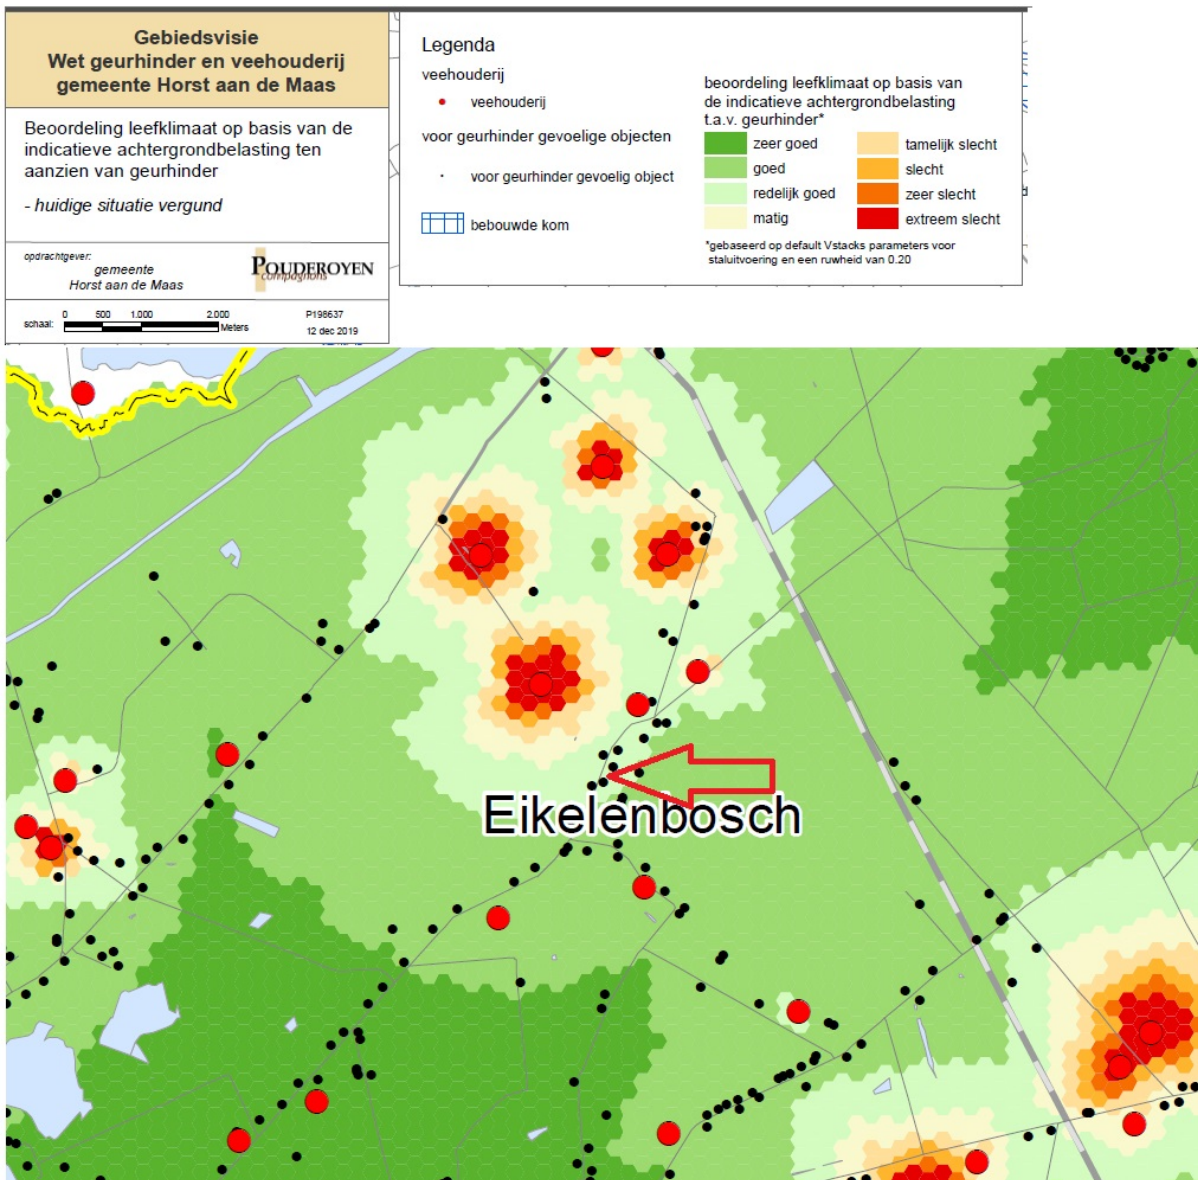 Gebiedsvisie
Wet geurhinder en veehouderij
gemeente Horst aan de Maas
Beoordeling leefklimaat op basis van de
indicatieve achtergrondbelasting ten
aanzien van geurhinder
- huidige situatie vergund
opdrachtgever:
gemeente
Horst aan de Maas
POUDEROYEN
compagnons
schaal:
0 500 1.000 2.000
Meters
P198637
12 dec 2019
Legenda
veehouderij
veehouderij
voor geurhinder gevoelige objecten
voor geurhinder gevoelig object
bebouwde kom
beoordeling leefklimaat op basis van
de indicatieve achtergrondbelasting
t.a.v. geurhinder*
zeer goed
goed
redelijk goed
matig
tamelijk slecht
slecht
zeer slecht
extreem slecht
*gebaseerd op default Vstacks parameters voor
staluitvoering en een ruwheid van 0.20
Eikelenbosch